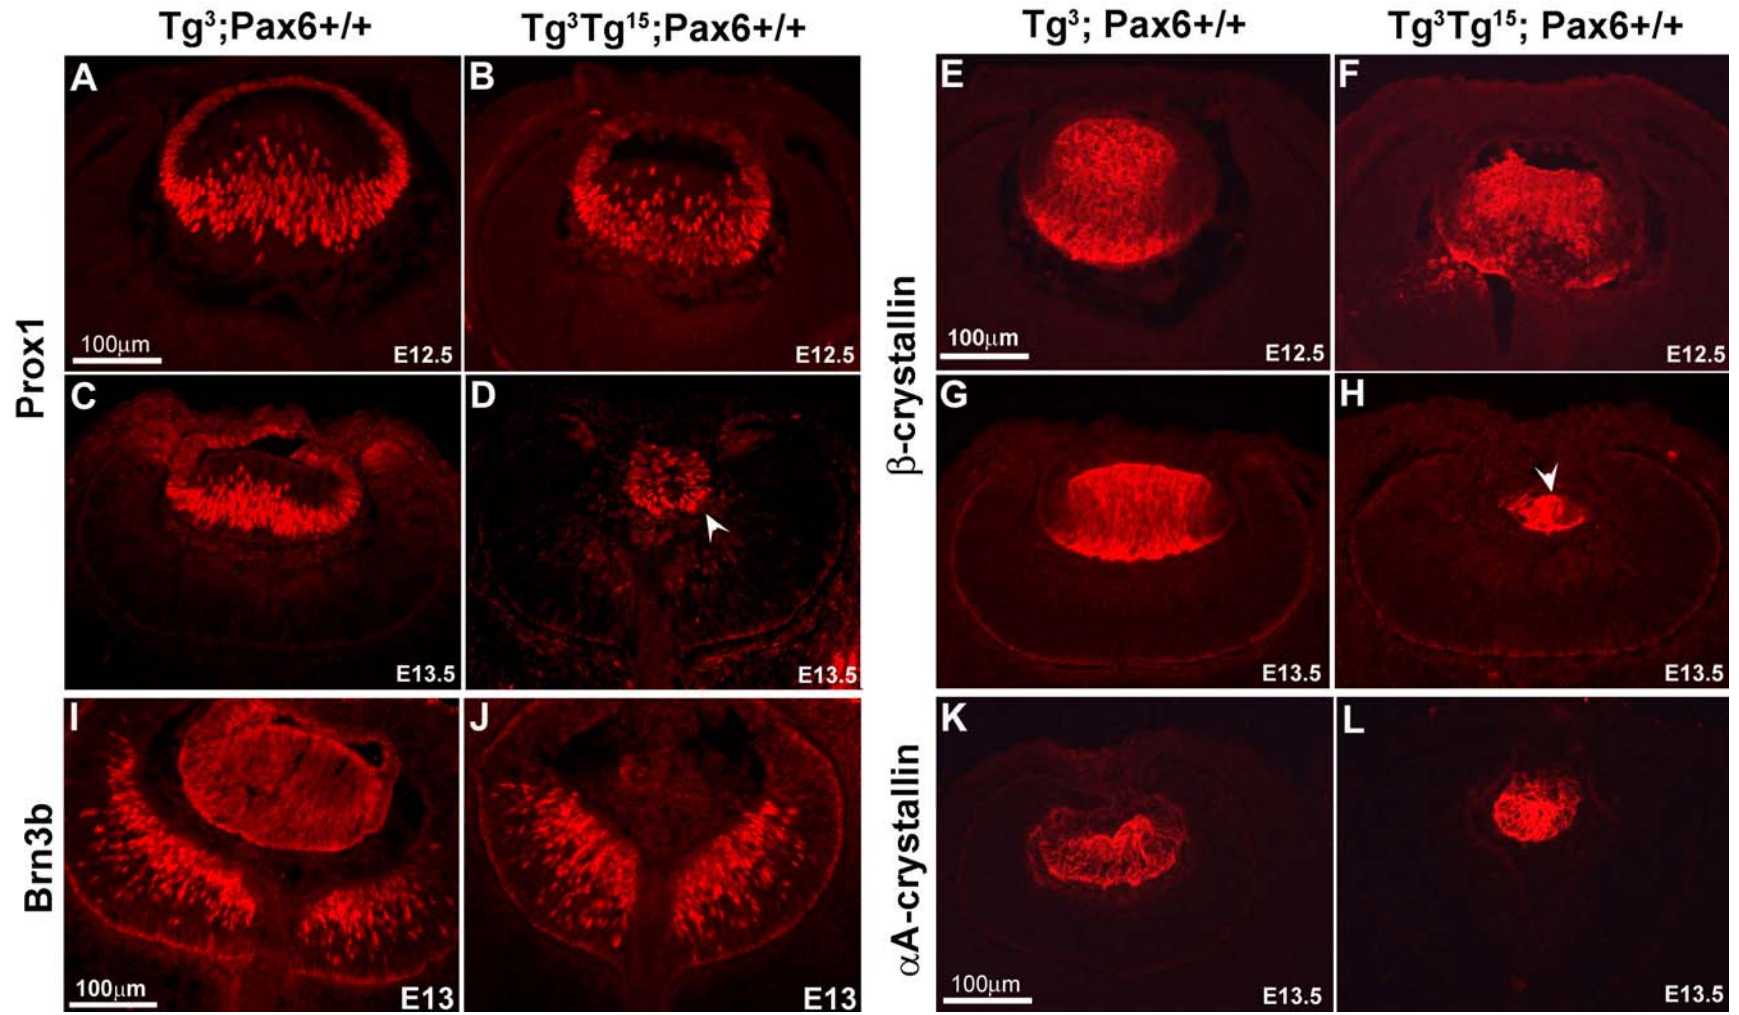 Tg³;Pax6+/+
Tg³Tg¹⁵;Pax6+/+
Tg³; Pax6+/+
Tg³Tg¹⁵; Pax6+/+
Prox1
A
100μm
E12.5
B
E12.5
C
E13.5
D
E13.5
β-crystallin
E
100μm
E12.5
F
E12.5
G
E13.5
H
E13.5
Brn3b
I
100μm
E13
J
E13
αA-crystallin
K
100μm
E13.5
L
E13.5